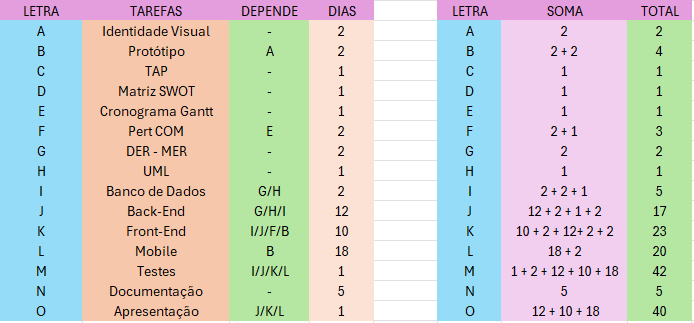 LETRA TAREFAS DEPENDE DIAS LETRA SOMA TOTAL
A Identidade Visual - 2 A 2 2
B Protótipo A 2 B 2 + 2 4
C TAP - 1 C 1 1
D Matriz SWOT - 1 D 1 1
E Cronograma Gantt - 1 E 1 1
F Pert COM E 2 F 2 + 1 3
G DER - MER - 2 G 2 2
H UML - 1 H 1 1
I Banco de Dados G/H 2 I 2 + 2 + 1 5
J Back-End G/H/I 12 J 12 + 2 + 1 + 2 17
K Front-End I/J/F/B 10 K 10 + 2 + 12+ 2 + 2 23
L Mobile B 18 L 18 + 2 20
M Testes I/J/K/L 1 M 1 + 2 + 12 + 10 + 18 42
N Documentação - 5 N 5 5
O Apresentação J/K/L 1 O 12 + 10 + 18 40